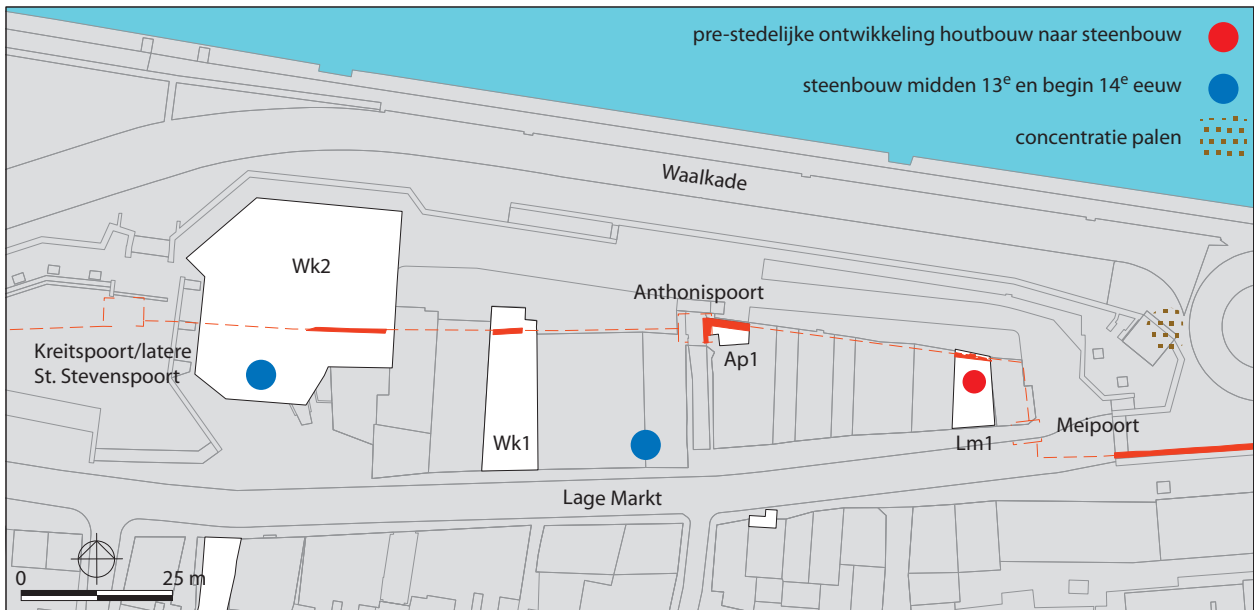 pre-stedelijke ontwikkeling houtbouw naar steenbouw
steenbouw midden 13e en begin 14e eeuw
concentratie palen
Waalkade
Wk2
Anthonispoort
Kreitspoort/latere
St. Stevenspoort
Ap1
Meipoort
Wk1
Lm1
Lage Markt
0
25 m